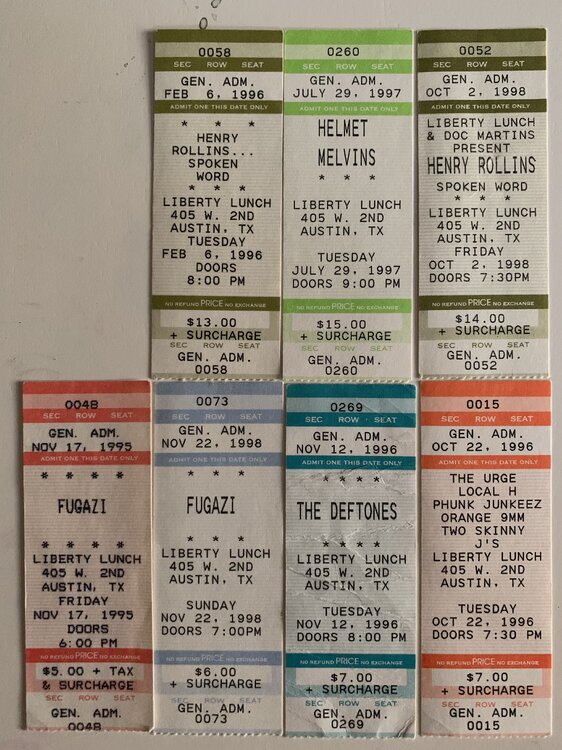 0058
SEC ROW SEAT
GEN. ADM.
FEB 6, 1996
ADMIT ONE THIS DATE ONLY
* * *
HENRY
ROLLINS...
SPOKEN
WORD
* * *
LIBERTY LUNCH
405 W. 2ND
AUSTIN, TX
TUESDAY
FEB 6, 1996
DOORS
8:00 PM
NO REFUND PRICE NO EXCHANGE
$13.00
+ SURCHARGE
SEC ROW SEAT
GEN. ADM.
0058
0260
SEC ROW SEAT
GEN. ADM.
JULY 29, 1997
ADMIT ONE THIS DATE ONLY
HELMET
MELVINS
* * *
LIBERTY LUNCH
405 W. 2ND
AUSTIN, TX
TUESDAY
JULY 29, 1997
DOORS 9:00 PM
NO REFUND PRICE NO EXCHANGE
$15.00
+ SURCHARGE
SEC ROW SEAT
GEN. ADM.
0260
0052
SEC ROW SEAT
GEN. ADM.
OCT 2, 1998
ADMIT ONE THIS DATE ONLY
LIBERTY LUNCH
& DOC MARTINS
PRESENT
HENRY ROLLINS
SPOKEN WORD
* * *
LIBERTY LUNCH
405 W. 2ND
AUSTIN, TX
FRIDAY
OCT 2, 1998
DOORS 7:30PM
NO REFUND PRICE NO EXCHANGE
$14.00
+ SURCHARGE
SEC ROW SEAT
GEN. ADM.
0052
0048
SEC ROW SEAT
GEN. ADM.
NOV 17, 1995
ADMIT ONE THIS DATE ONLY
* * * *
FUGAZI
* * * *
LIBERTY LUNCH
405 W. 2ND
AUSTIN, TX
FRIDAY
NOV 17, 1995
DOORS
6:00 PM
NO REFUND PRICE NO EXCHANGE
$5.00 + TAX
& SURCHARGE
SEC ROW SEAT
GEN. ADM.
0048
0073
SEC ROW SEAT
GEN. ADM.
NOV 22, 1998
ADMIT ONE THIS DATE ONLY
* * *
FUGAZI
* * *
LIBERTY LUNCH
405 W. 2ND
AUSTIN, TX
SUNDAY
NOV 22, 1998
DOORS 7:00PM
NO REFUND PRICE NO EXCHANGE
$6.00
+ SURCHARGE
SEC ROW SEAT
GEN. ADM.
0073
0269
SEC ROW SEAT
GEN. ADM.
NOV 12, 1996
ADMIT ONE THIS DATE ONLY
* * * *
THE DEFTONES
* * * *
LIBERTY LUNCH
405 W. 2ND
AUSTIN, TX
TUESDAY
NOV 12, 1996
DOORS 8:00 PM
NO REFUND PRICE NO EXCHANGE
$7.00
+ SURCHARGE
SEC ROW SEAT
GEN. ADM.
0269
0015
SEC ROW SEAT
GEN. ADM.
OCT 22, 1996
ADMIT ONE THIS DATE ONLY
THE URGE
LOCAL H
PHUNK JUNKEEZ
ORANGE 9MM
TWO SKINNY
J'S
LIBERTY LUNCH
405 W. 2ND
AUSTIN, TX
TUESDAY
OCT 22, 1996
DOORS 7:30 PM
NO REFUND PRICE NO EXCHANGE
$7.00
+ SURCHARGE
SEC ROW SEAT
GEN. ADM.
0015